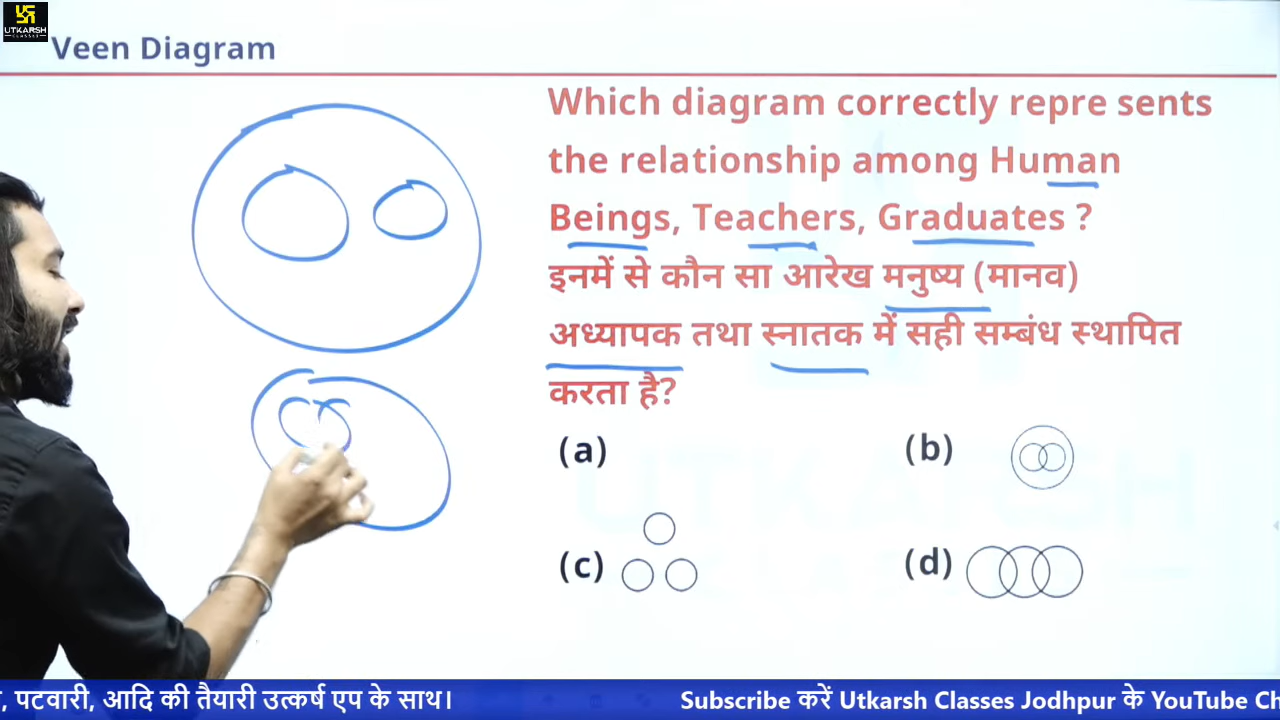 UTKARSH
CLASSES
Veen Diagram
Which diagram correctly repre sents
the relationship among Human
Beings, Teachers, Graduates ?
इनमें से कौन सा आरेख मनुष्य (मानव)
अध्यापक तथा स्नातक में सही सम्बंध स्थापित
करता है?
(a)
(b)
(c)
(d)
, पटवारी, आदि की तैयारी उत्कर्ष एप के साथ।
Subscribe करें Utkarsh Classes Jodhpur के YouTube Ch